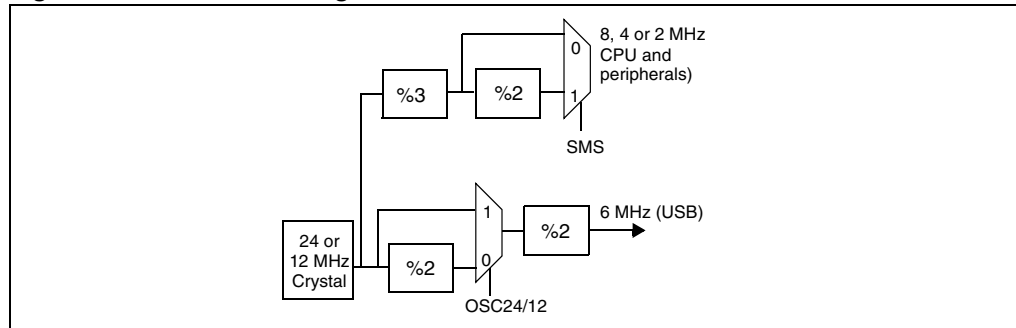 8, 4 or 2 MHz
CPU and
peripherals)
0
%3
%2
1
SMS
6 MHz (USB)
1
%2
24 or
12 MHz
Crystal
%2
0
OSC24/12